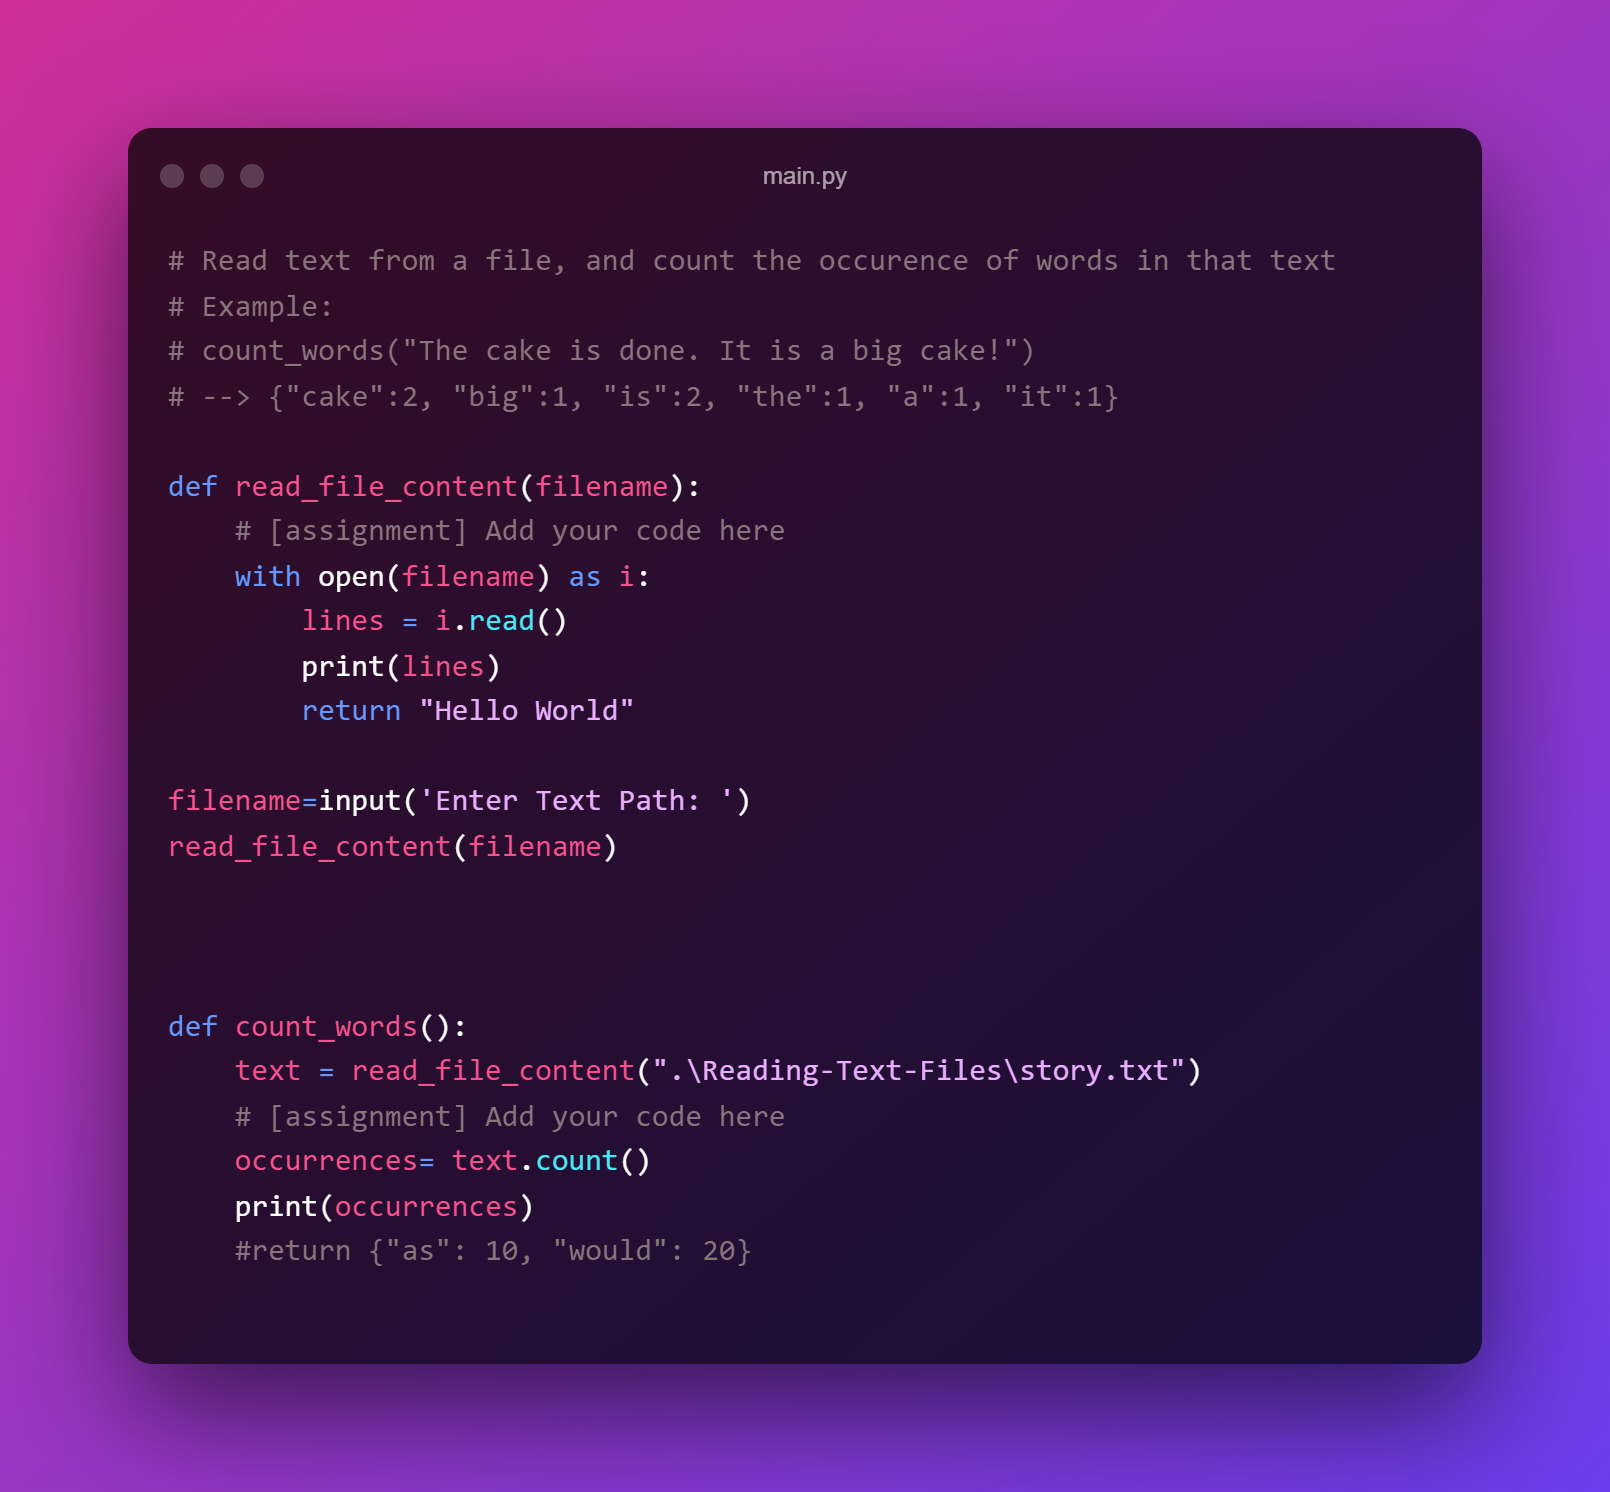 main.py
# Read text from a file, and count the occurence of words in that text
# Example:
# count_words("The cake is done. It is a big cake!")
# --> {"cake":2, "big":1, "is":2, "the":1, "a":1, "it":1}
def read_file_content(filename):
    # [assignment] Add your code here
    with open(filename) as i:
        lines = i.read()
        print(lines)
        return "Hello World"
filename=input('Enter Text Path: ')
read_file_content(filename)
def count_words():
    text = read_file_content(".\Reading-Text-Files\story.txt")
    # [assignment] Add your code here
    occurrences= text.count()
    print(occurrences)
    #return {"as": 10, "would": 20}